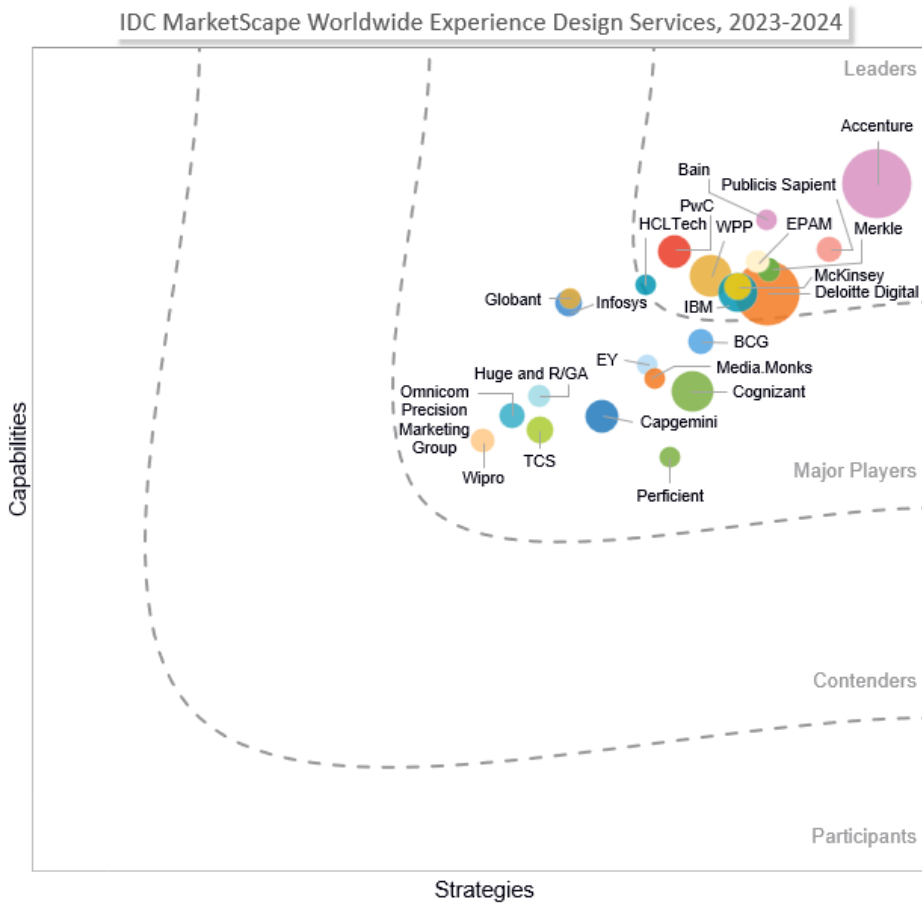 IDC MarketScape Worldwide Experience Design Services, 2023-2024
Leaders
Accenture
Bain
Publicis Sapient
PwC
HCLTech
WPP
EPAM
Merkle
McKinsey
Deloitte Digital
IBM
Globant
Infosys
BCG
EY
Media.Monks
Huge and R/GA
Cognizant
Omnicom
Precision
Marketing
Group
Capgemini
TCS
Wipro
Perficient
Major Players
Capabilities
Contenders
Participants
Strategies